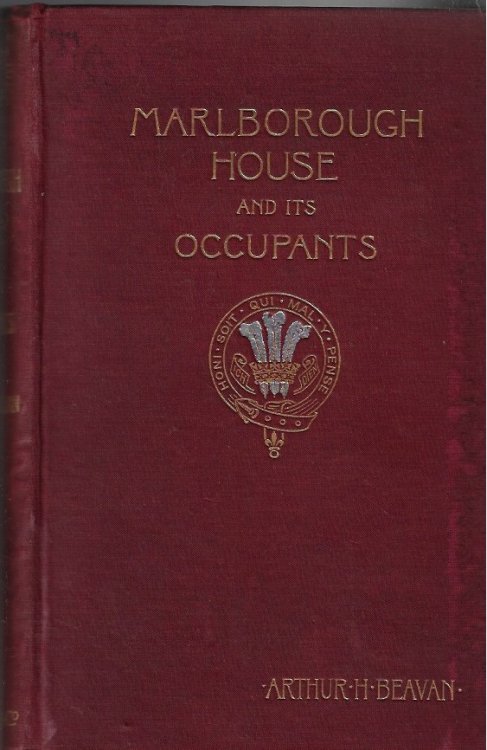 MARLBOROUGH
HOUSE
AND ITS
OCCUPANTS
HONI · SOIT · QUI · MAL · Y · PENSE
·ARTHUR·H·BEAVAN·